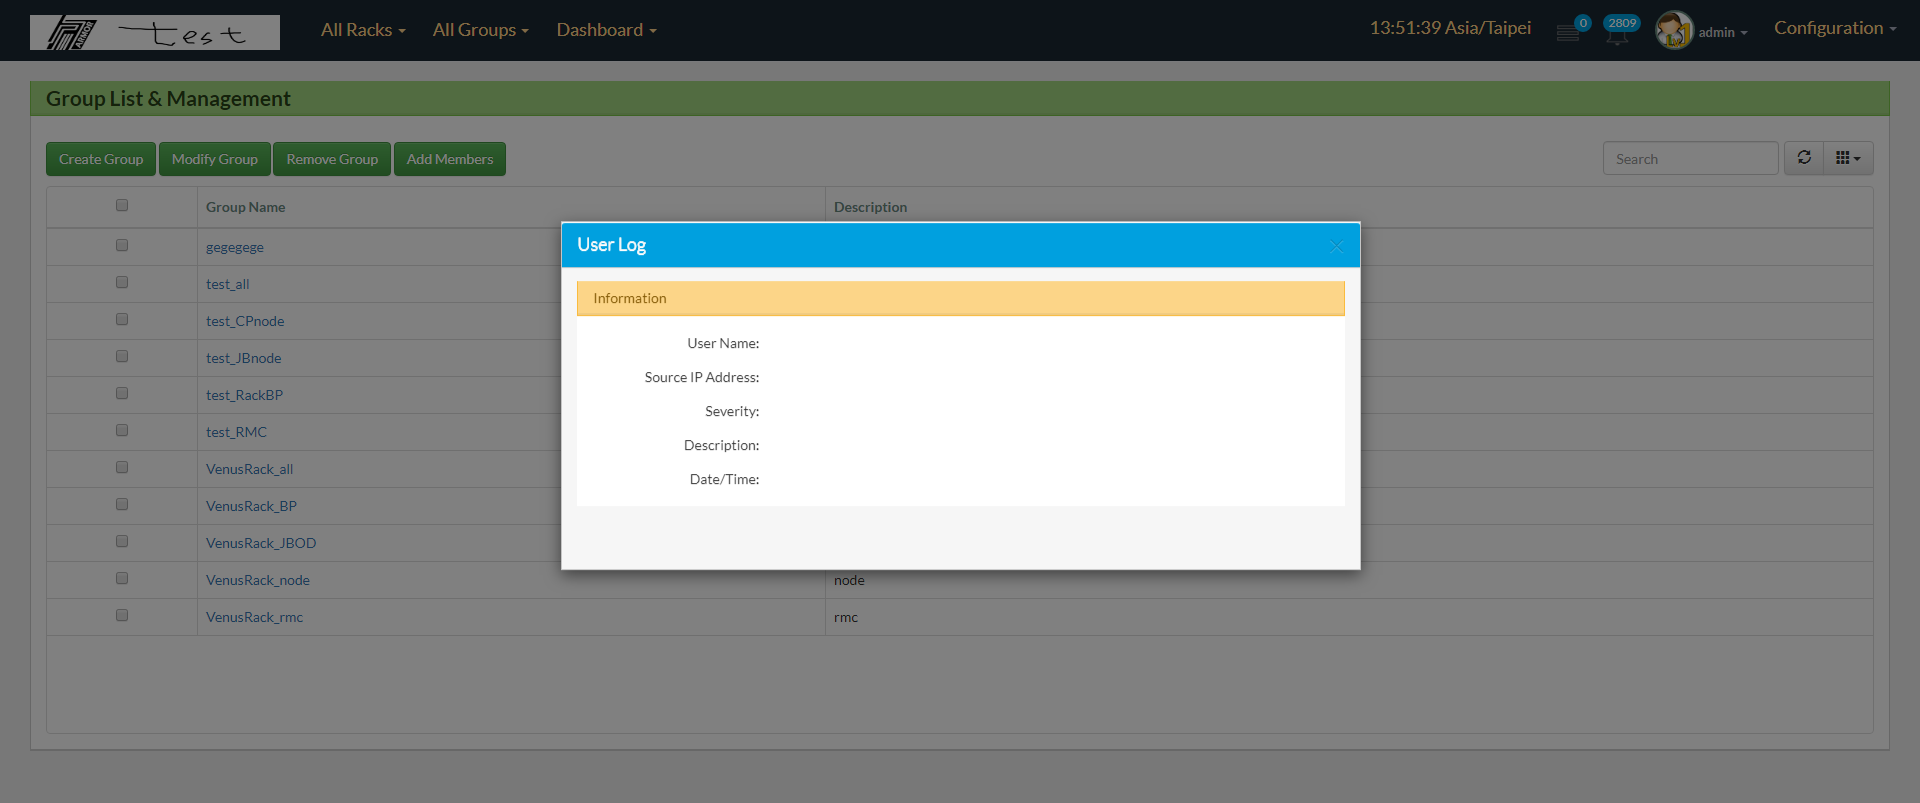 ARMOR test All Racks All Groups Dashboard 13:51:39 Asia/Taipei 0 2809 admin Configuration
Group List & Management
Create Group Modify Group Remove Group Add Members Search
Group Name Description
gegegege
test_all
test_CPnode
test_JBnode
test_RackBP
test_RMC
VenusRack_all
VenusRack_BP
VenusRack_JBOD
VenusRack_node node
VenusRack_rmc rmc
User Log
Information
User Name:
Source IP Address:
Severity:
Description:
Date/Time: